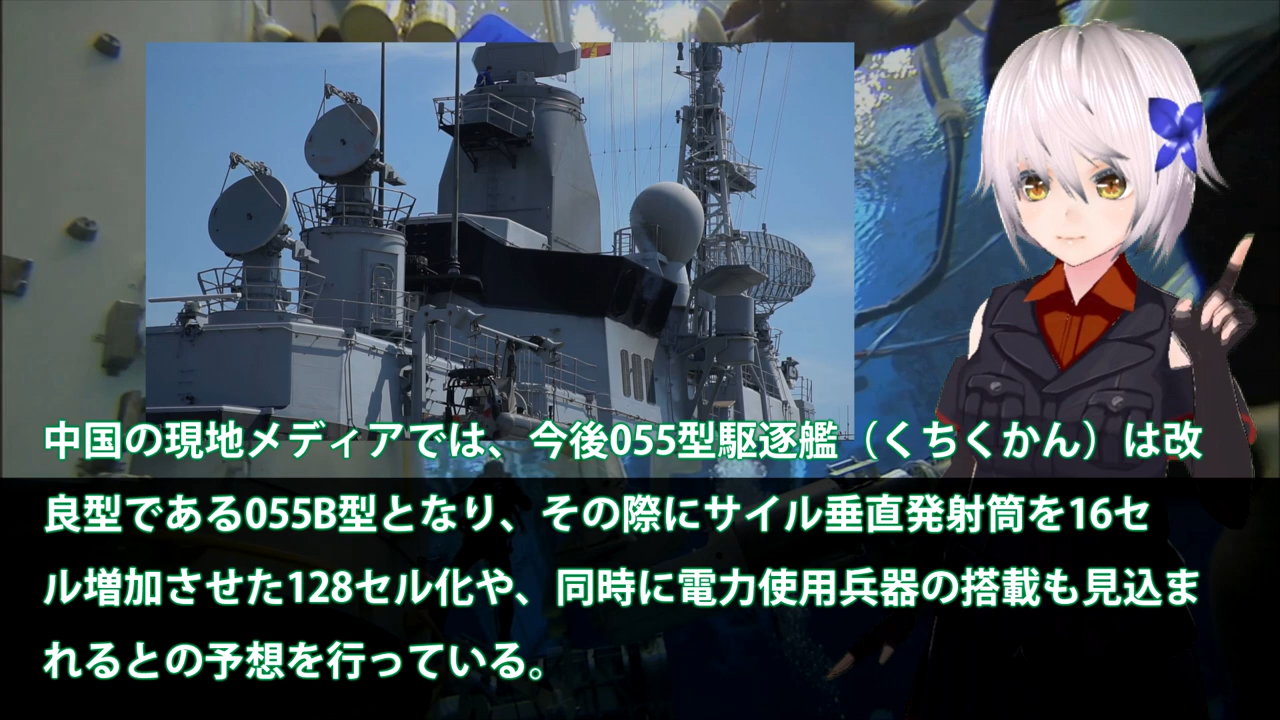 中国の現地メディアでは、今後055型駆逐艦（くちくかん）は改
良型である055B型となり、その際にサイル垂直発射筒を16セ
ル増加させた128セル化や、同時に電力使用兵器の搭載も見込ま
れるとの予想を行っている。